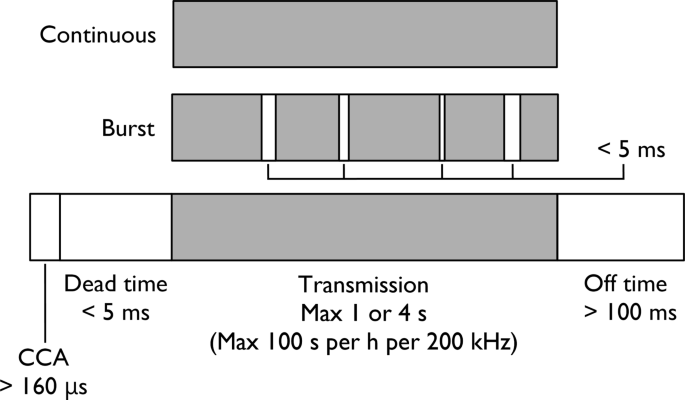 Continuous
Burst
< 5 ms
Dead time
< 5 ms
Transmission
Max 1 or 4 s
(Max 100 s per h per 200 kHz)
Off time
> 100 ms
CCA
> 160 µs